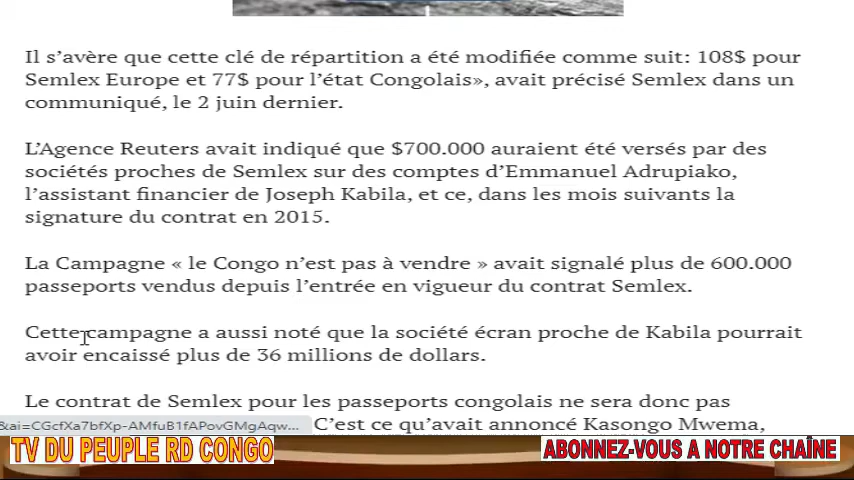 Il s’avère que cette clé de répartition a été modifiée comme suit: 108$ pour
Semlex Europe et 77$ pour l’état Congolais», avait précisé Semlex dans un
communiqué, le 2 juin dernier.
L’Agence Reuters avait indiqué que $700.000 auraient été versés par des
sociétés proches de Semlex sur des comptes d’Emmanuel Adrupiako,
l’assistant financier de Joseph Kabila, et ce, dans les mois suivants la
signature du contrat en 2015.
La Campagne « le Congo n’est pas à vendre » avait signalé plus de 600.000
passeports vendus depuis l’entrée en vigueur du contrat Semlex.
Cette campagne a aussi noté que la société écran proche de Kabila pourrait
avoir encaissé plus de 36 millions de dollars.
Le contrat de Semlex pour les passeports congolais ne sera donc pas
&ai=CGcfXa7bfXp-AMfuB1fAPovGMgAqw... C’est ce qu’avait annoncé Kasongo Mwema,
TV DU PEUPLE RD CONGO
ABONNEZ-VOUS A NOTRE CHAÎNE